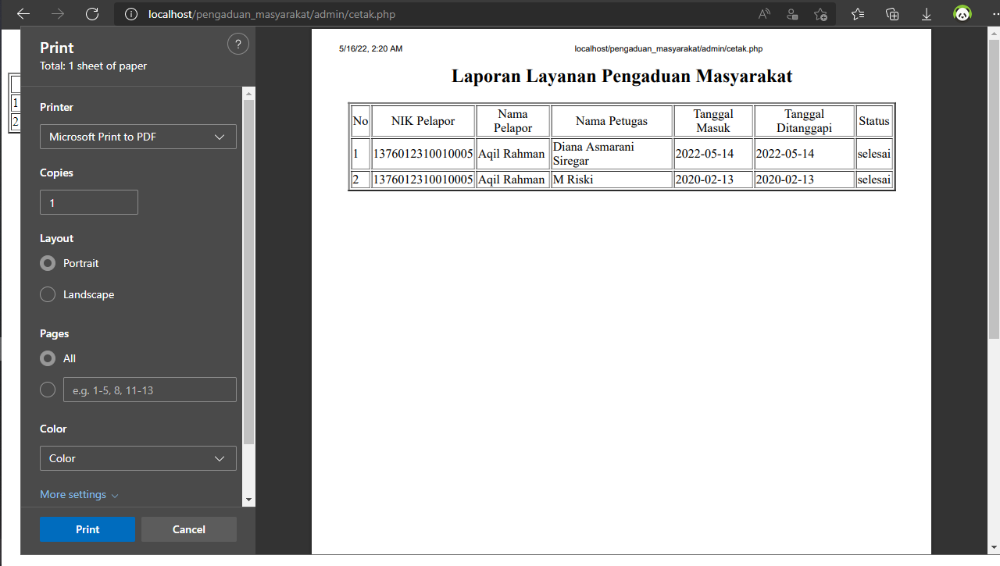 localhost/pengaduan_masyarakat/admin/cetak.php
Print
?
Total: 1 sheet of paper
Printer
Microsoft Print to PDF
Copies
1
Layout
Portrait
Landscape
Pages
All
e.g. 1-5, 8, 11-13
Color
Color
More settings
Print Cancel
1
2
5/16/22, 2:20 AM localhost/pengaduan_masyarakat/admin/cetak.php
Laporan Layanan Pengaduan Masyarakat
No NIK Pelapor Nama Pelapor Nama Petugas Tanggal Masuk Tanggal Ditanggapi Status
1 1376012310010005 Aqil Rahman Diana Asmarani Siregar 2022-05-14 2022-05-14 selesai
2 1376012310010005 Aqil Rahman M Riski 2020-02-13 2020-02-13 selesai